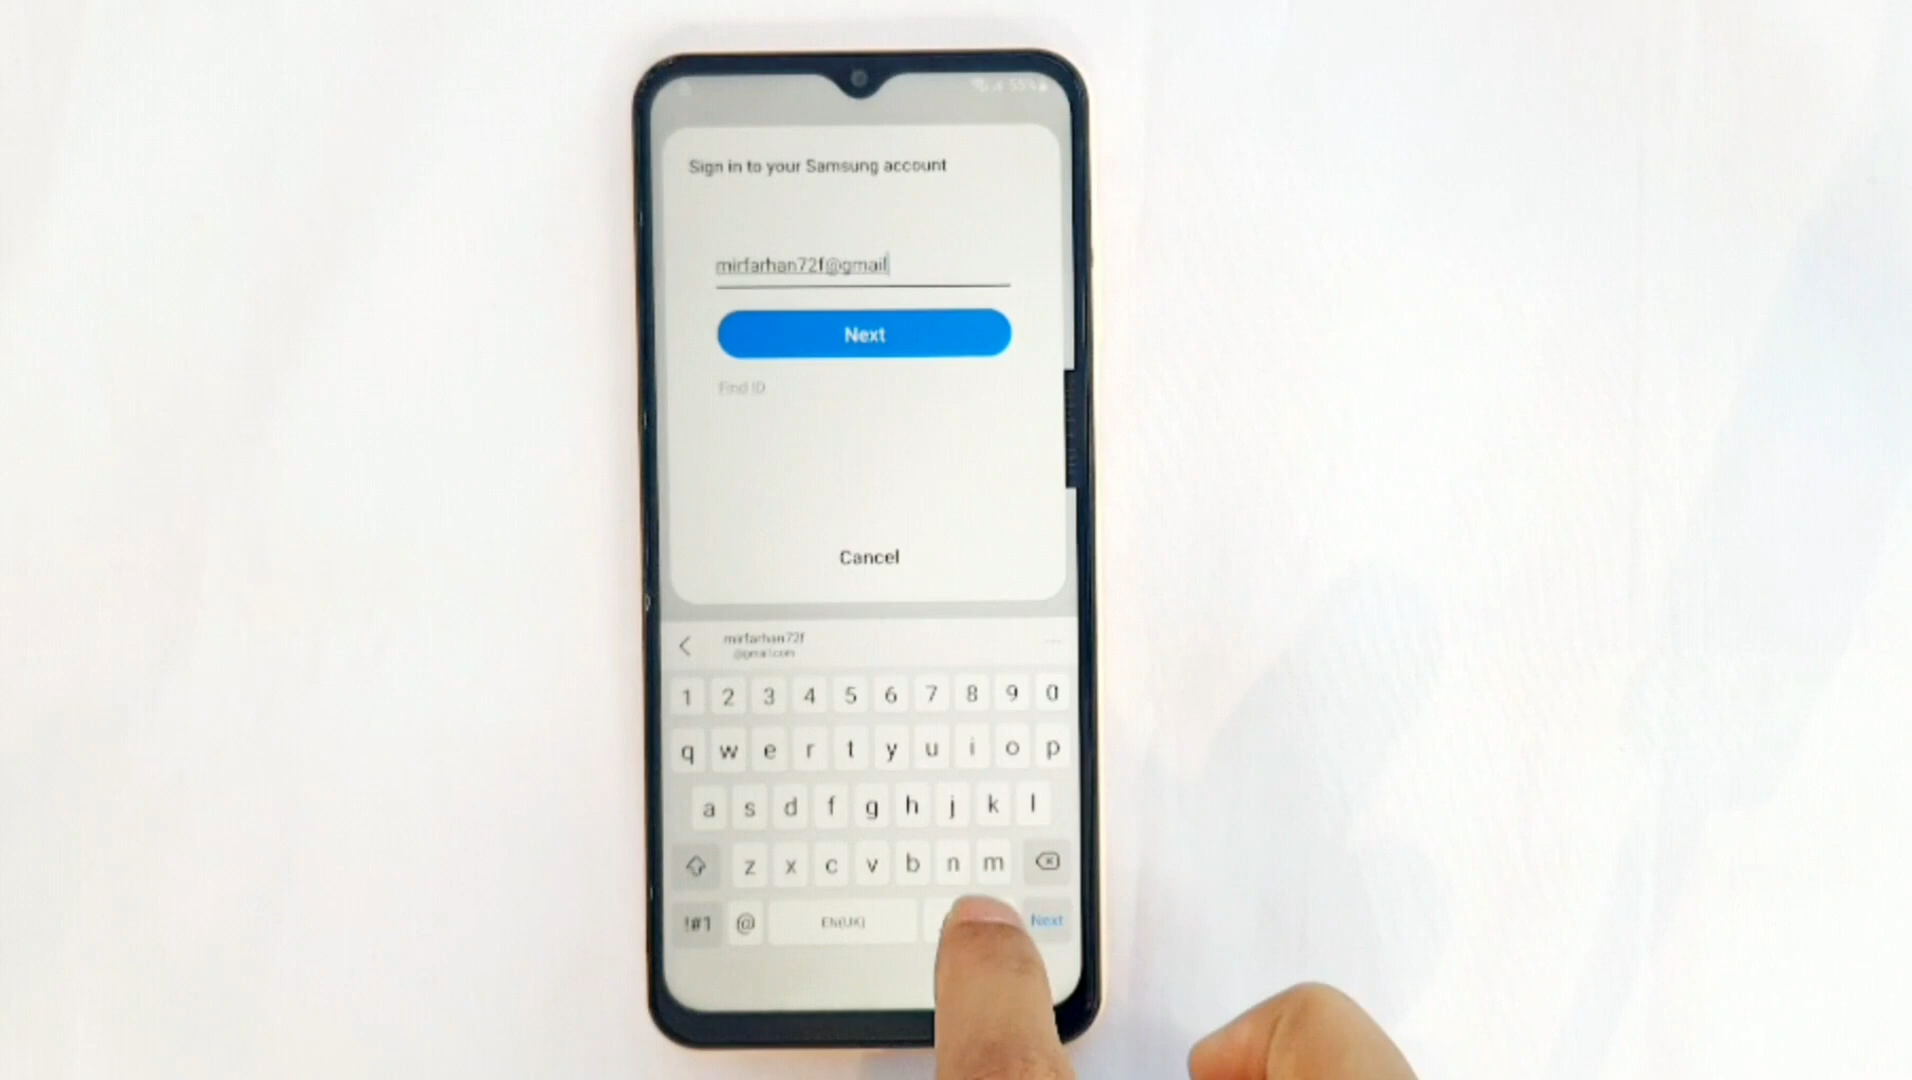 55%
Sign in to your Samsung account
mirfarhan72f@gmail
Next
Find ID
Cancel
mirfarhan72f
@gmail.com
1 2 3 4 5 6 7 8 9 0
q w e r t y u i o p
a s d f g h j k l
z x c v b n m
!#1 @ EN(UK) Next